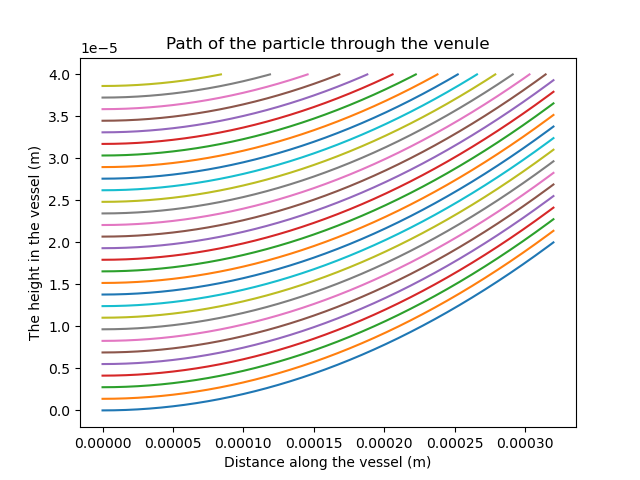 Path of the particle through the venule
1e−5
4.0
3.5
3.0
2.5
2.0
1.5
1.0
0.5
0.0
The height in the vessel (m)
0.00000 0.00005 0.00010 0.00015 0.00020 0.00025 0.00030
Distance along the vessel (m)